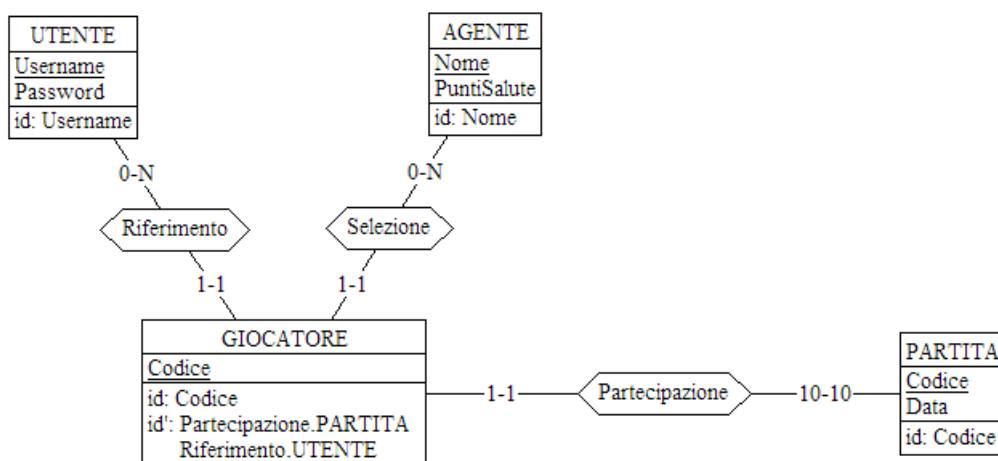 UTENTE
Username
Password
id: Username
AGENTE
Nome
PuntiSalute
id: Nome
0-N
0-N
Riferimento
Selezione
1-1
1-1
GIOCATORE
Codice
id: Codice
id': Partecipazione.PARTITA
Riferimento.UTENTE
1-1
Partecipazione
10-10
PARTITA
Codice
Data
id: Codice